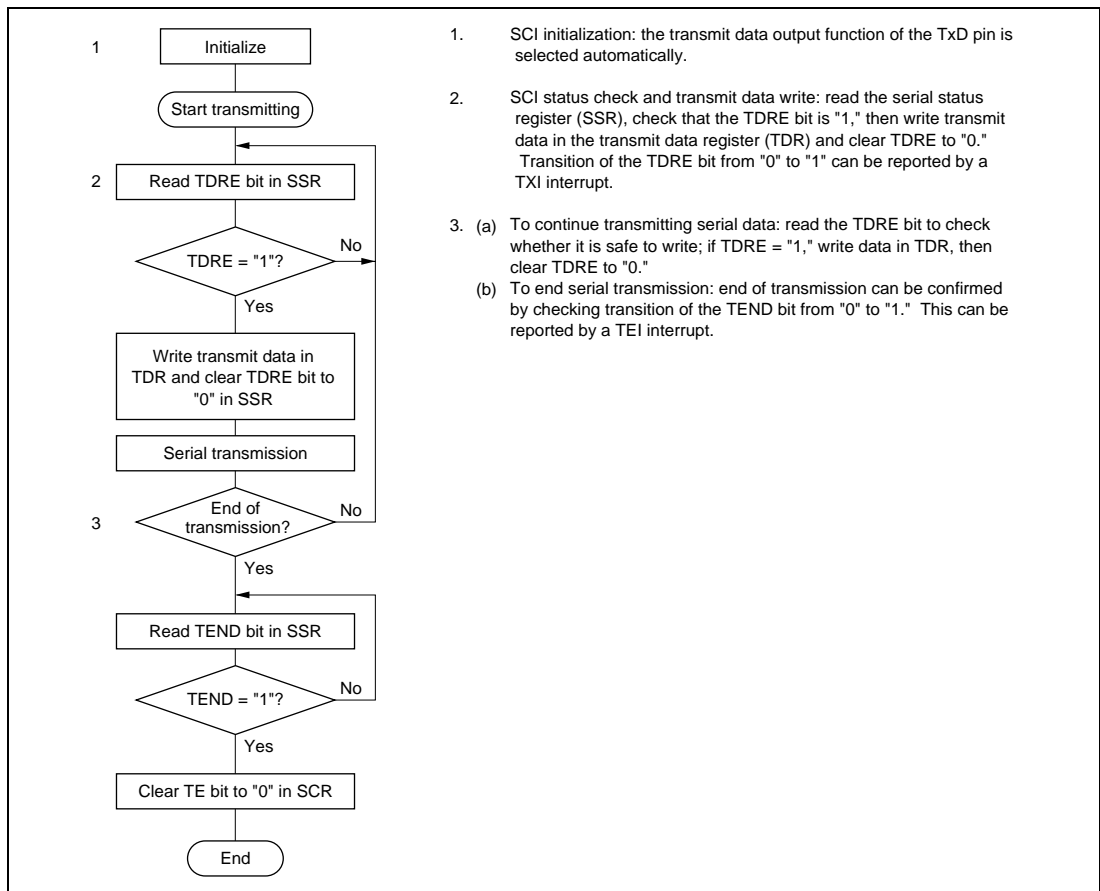 1
Initialize
Start transmitting
2
Read TDRE bit in SSR
TDRE = "1"?
No
Yes
Write transmit data in
TDR and clear TDRE bit to
"0" in SSR
Serial transmission
3
End of
transmission?
No
Yes
Read TEND bit in SSR
TEND = "1"?
No
Yes
Clear TE bit to "0" in SCR
End
1. SCI initialization: the transmit data output function of the TxD pin is
selected automatically.
2. SCI status check and transmit data write: read the serial status
register (SSR), check that the TDRE bit is "1," then write transmit
data in the transmit data register (TDR) and clear TDRE to "0."
Transition of the TDRE bit from "0" to "1" can be reported by a
TXI interrupt.
3. (a) To continue transmitting serial data: read the TDRE bit to check
whether it is safe to write; if TDRE = "1," write data in TDR, then
clear TDRE to "0."
(b) To end serial transmission: end of transmission can be confirmed
by checking transition of the TEND bit from "0" to "1." This can be
reported by a TEI interrupt.